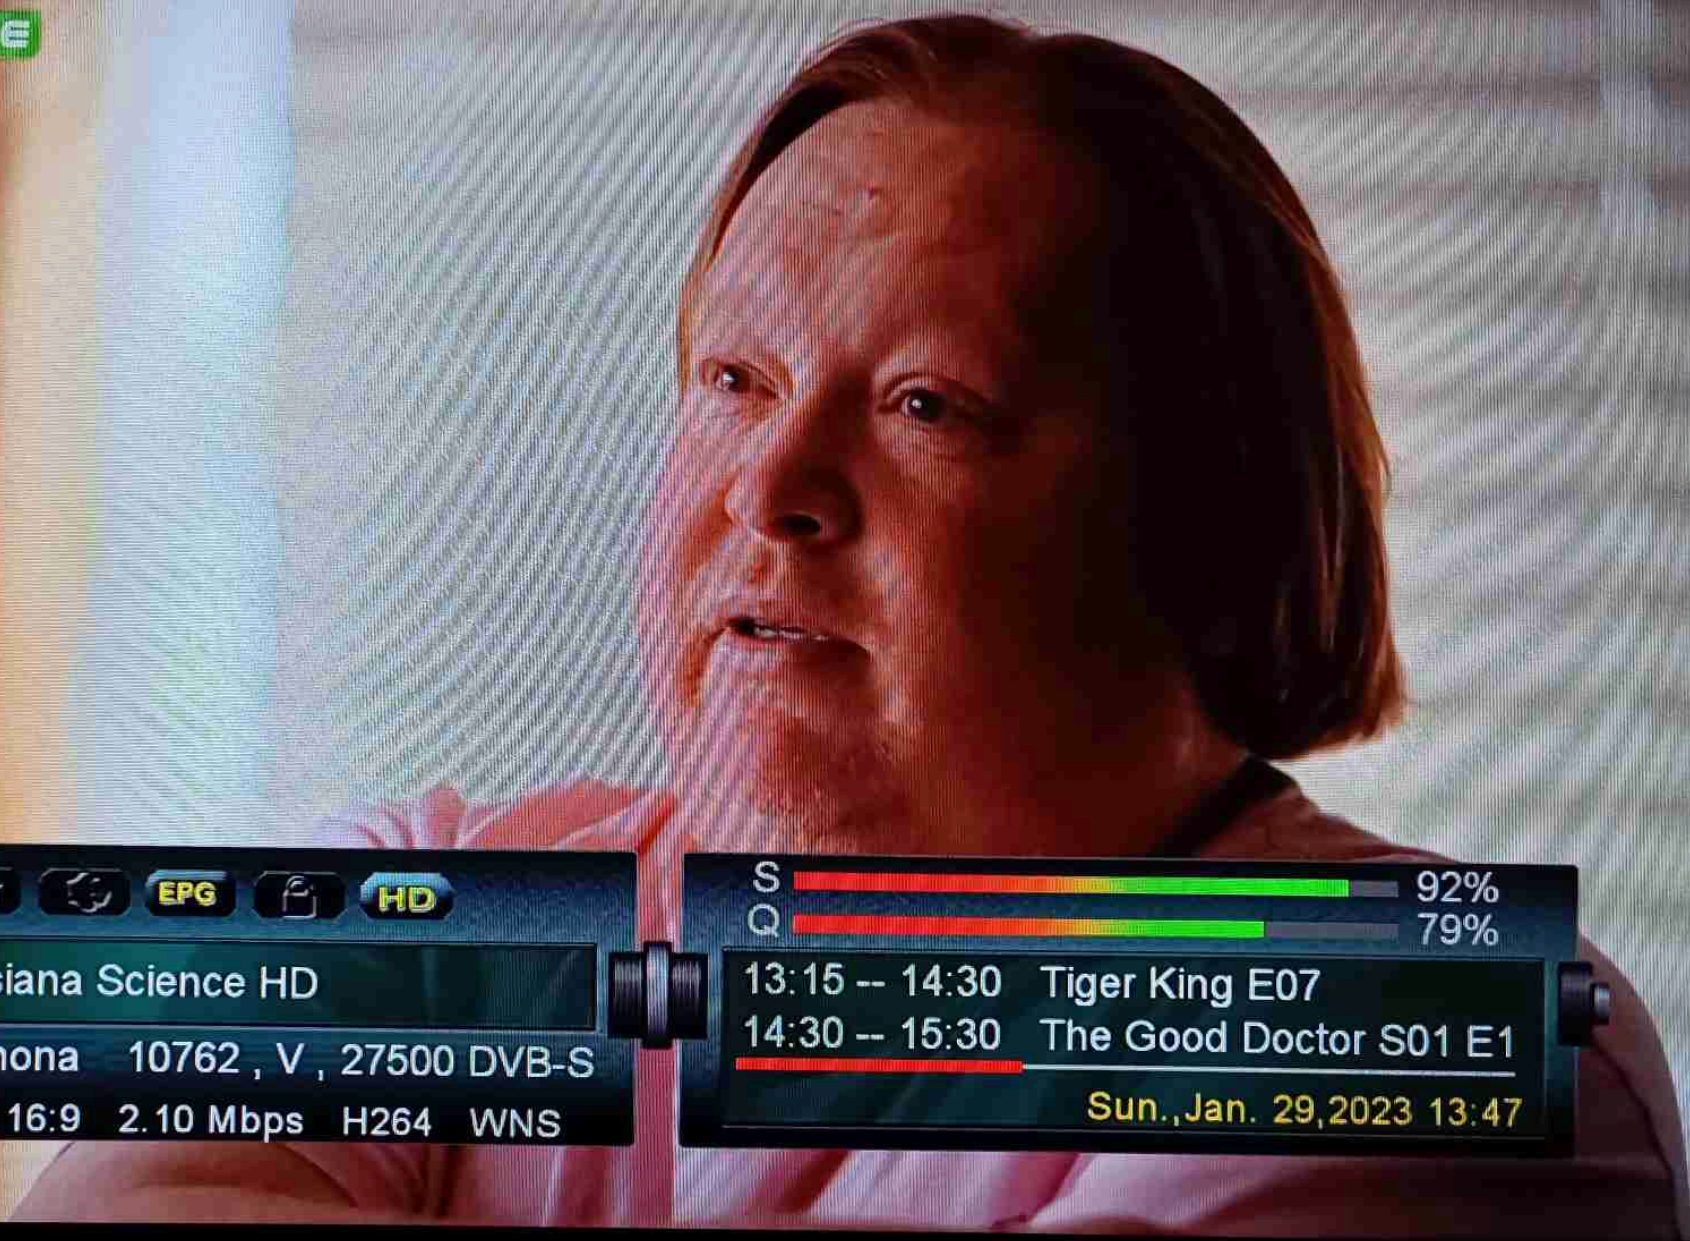 E
EPG HD
siana Science HD
nona 10762 , V , 27500 DVB-S
16:9 2.10 Mbps H264 WNS
S 92%
Q 79%
13:15 -- 14:30 Tiger King E07
14:30 -- 15:30 The Good Doctor S01 E1
Sun.,Jan. 29,2023 13:47